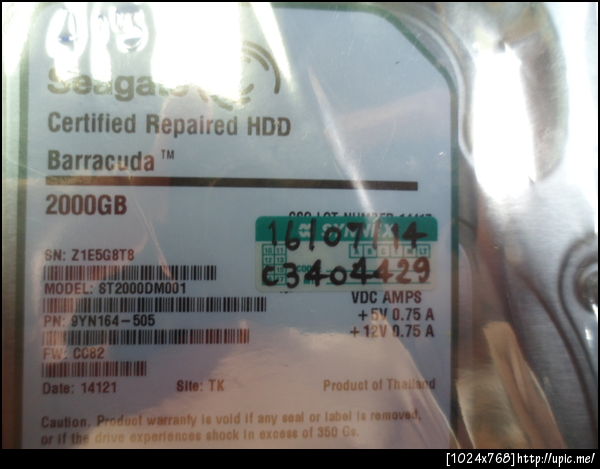 Seagate
Certified Repaired HDD
Barracuda™
2000GB
LOT NUMBER
16/07/14
C3404429
SN: Z1E5G8T8
MODEL: ST2000DM001
VDC AMPS
+5V 0.75 A
+12V 0.75 A
PN: 9YN164-505
FW: CC82
Date: 14121 Site: TK Product of Thailand
Caution. Product warranty is void if any seal or label is removed,
or if the drive experiences shock in excess of 350 Gs.
[1024x768]http://upic.me/